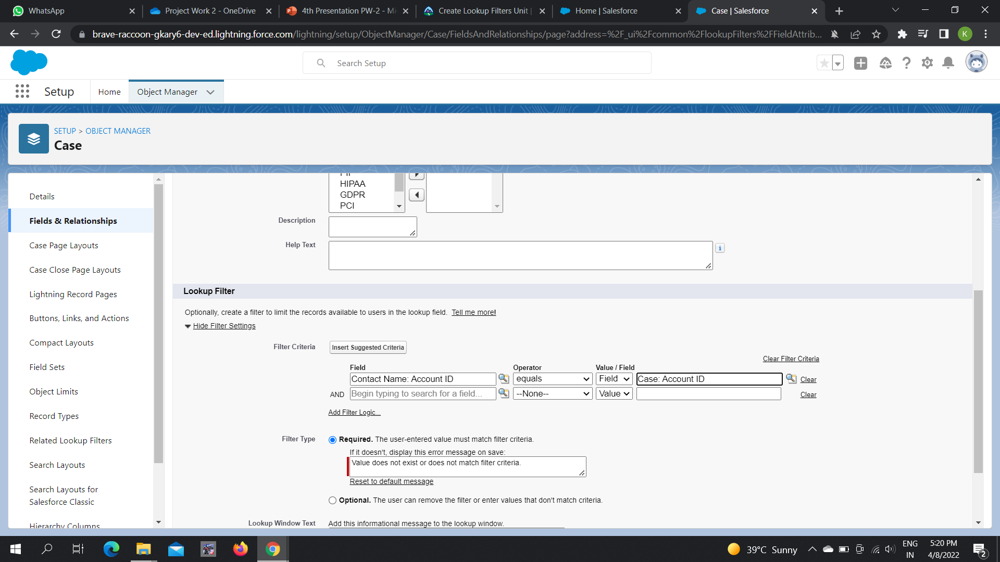 WhatsApp
Project Work 2 - OneDrive
4th Presentation PW-2 - Mi
Create Lookup Filters Unit |
Home | Salesforce
Case | Salesforce
brave-raccoon-gkary6-dev-ed.lightning.force.com/lightning/setup/ObjectManager/Case/FieldsAndRelationships/page?address=%2F_ui%2Fcommon%2FlookupFilters%2FFieldAttrib...
K
Search Setup
Setup
Home
Object Manager
SETUP > OBJECT MANAGER
Case
Details
Fields & Relationships
Case Page Layouts
Case Close Page Layouts
Lightning Record Pages
Buttons, Links, and Actions
Compact Layouts
Field Sets
Object Limits
Record Types
Related Lookup Filters
Search Layouts
Search Layouts for
Salesforce Classic
Hierarchy Columns
HIPAA
GDPR
PCI
Description
Help Text
Lookup Filter
Optionally, create a filter to limit the records available to users in the lookup field. Tell me more!
Hide Filter Settings
Filter Criteria
Insert Suggested Criteria
Clear Filter Criteria
Field Operator Value / Field
Contact Name: Account ID equals Field Case: Account ID Clear
AND Begin typing to search for a field... --None-- Value Clear
Add Filter Logic...
Filter Type
Required. The user-entered value must match filter criteria.
If it doesn't, display this error message on save:
Value does not exist or does not match filter criteria.
Reset to default message
Optional. The user can remove the filter or enter values that don't match criteria.
Lookup Window Text
Add this informational message to the lookup window.
39°C Sunny
ENG
IN
5:20 PM
4/8/2022
2